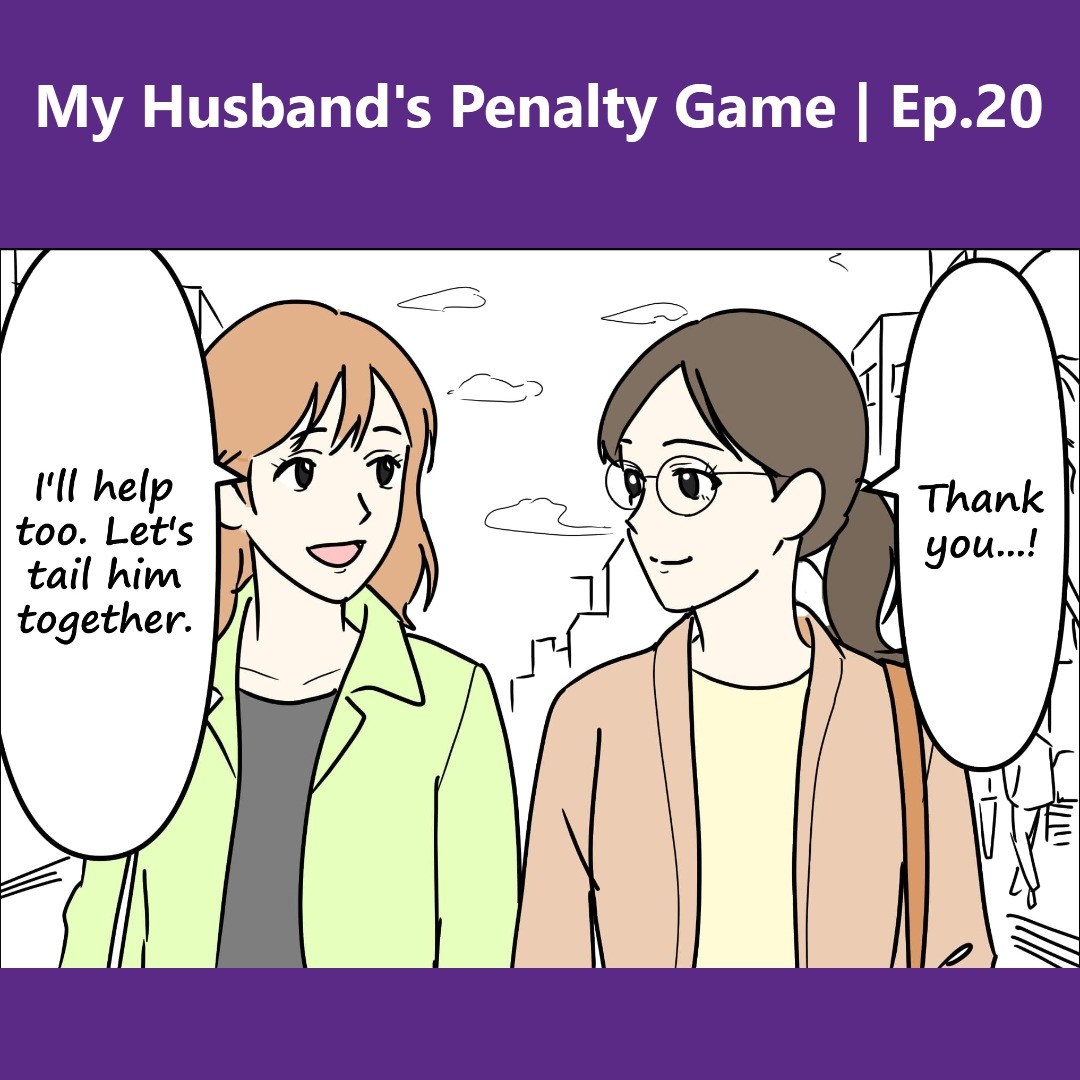 My Husband's Penalty Game | Ep.20
I'll help
too. Let's
tail him
together.
Thank
you...!